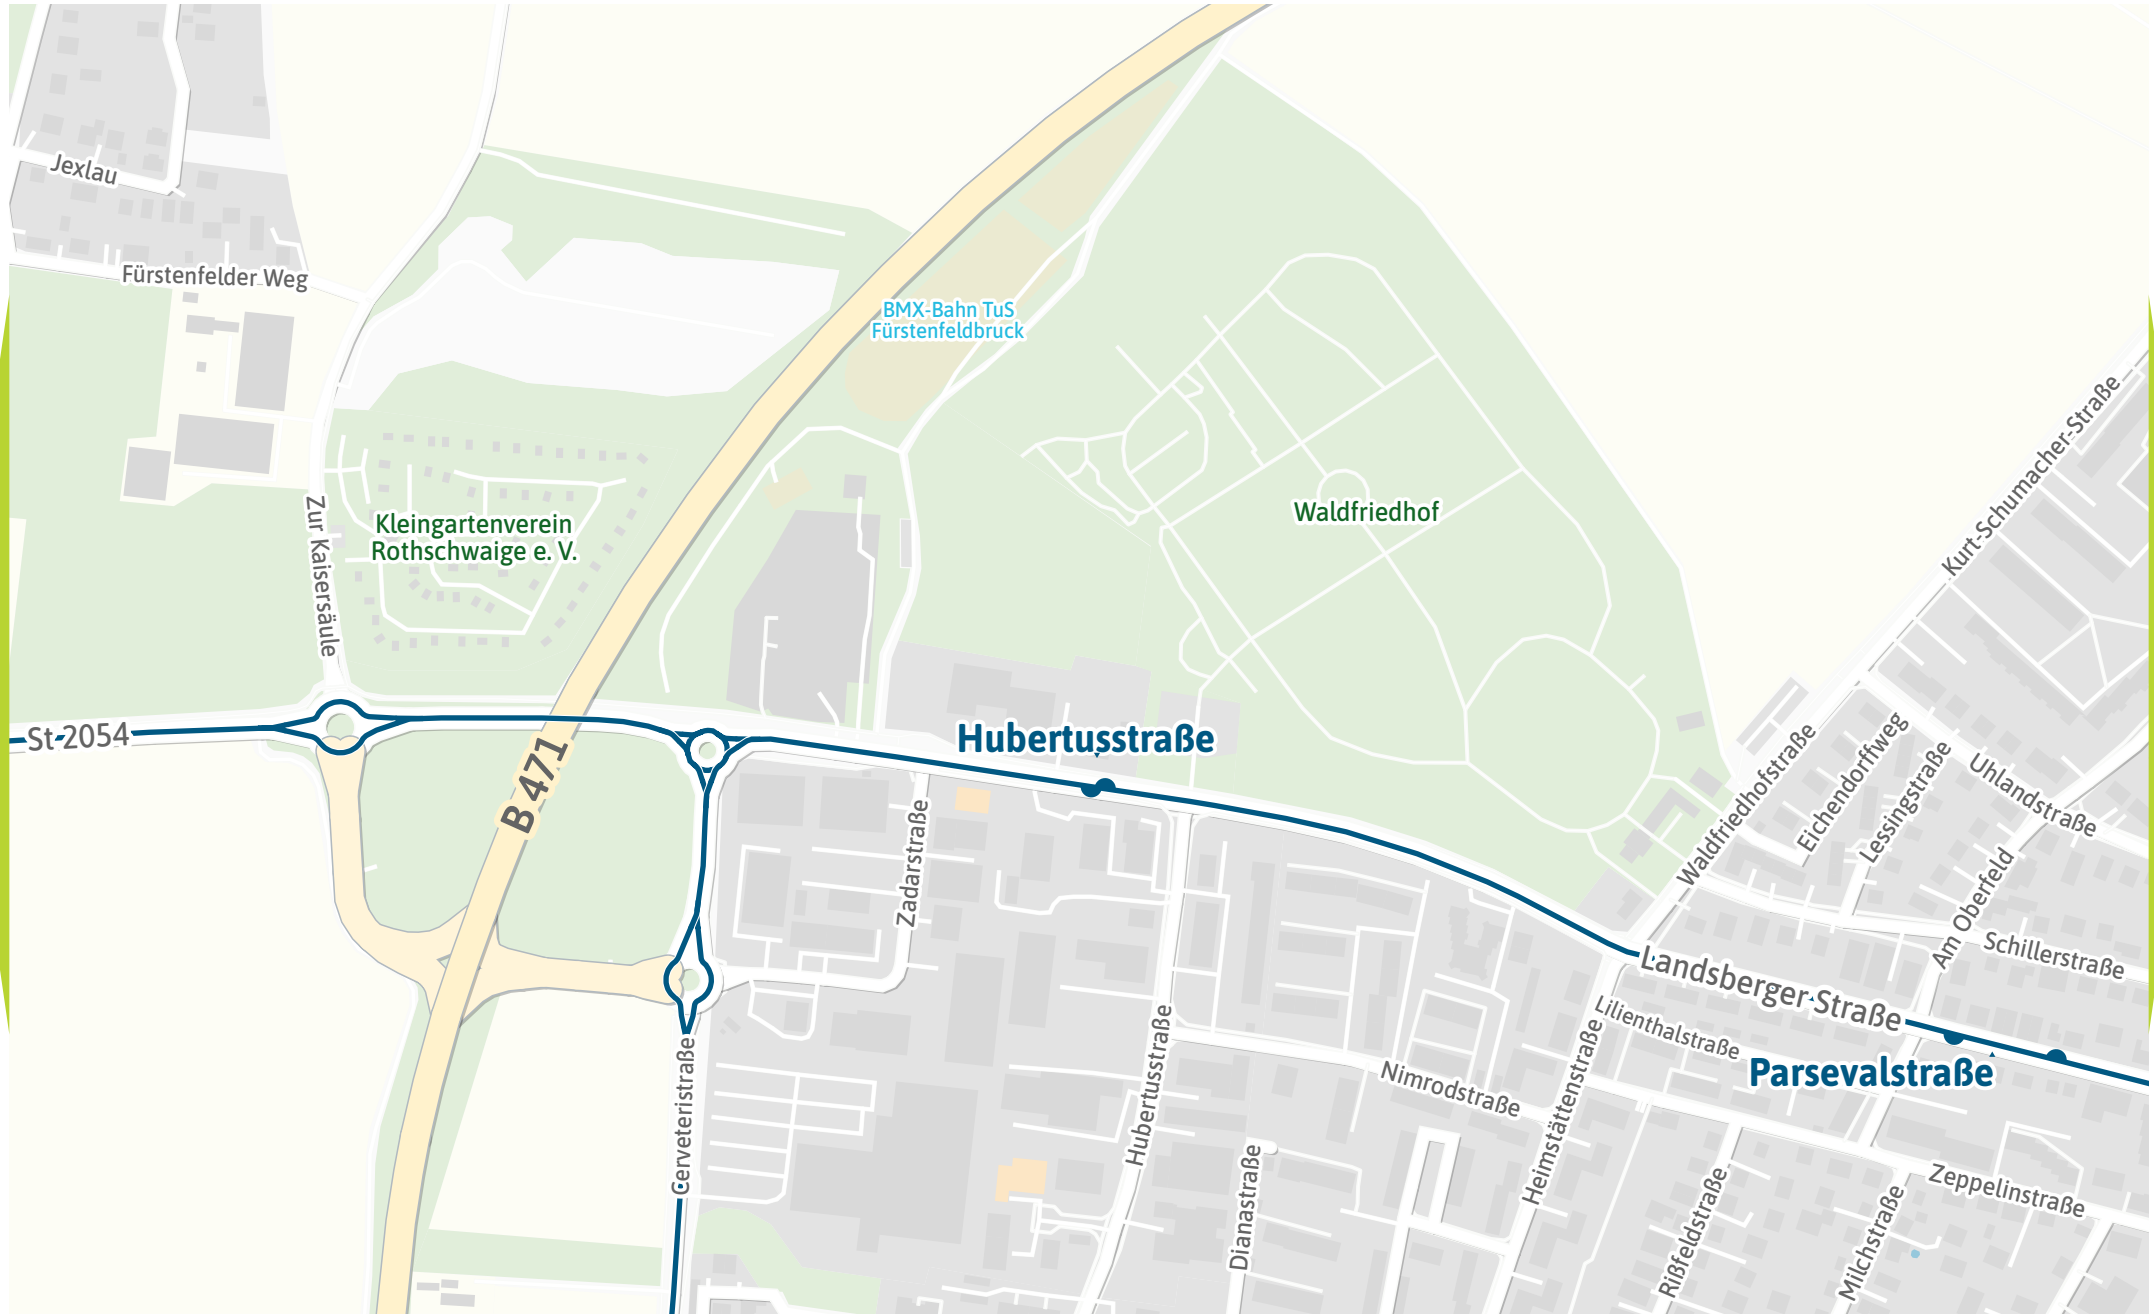 Jexlau
Fürstenfelder Weg
BMX-Bahn TuS
Fürstenfeldbruck
Kurt-Schumacher-Straße
Zur Kaisersäule
Kleingartenverein
Rothschwaige e. V.
Waldfriedhof
St 2054
B 471
Hubertusstraße
Waldfriedhofstraße
Eichendorffweg
Lessingstraße
Uhlandstraße
Zadarstraße
Am Oberfeld
Schillerstraße
Landsberger Straße
Lilienthalstraße
Parsevalstraße
Cerveteristraße
Hubertusstraße
Nimrodstraße
Heimstättenstraße
Dianastraße
Rißfeldstraße
Milchstraße
Zeppelinstraße